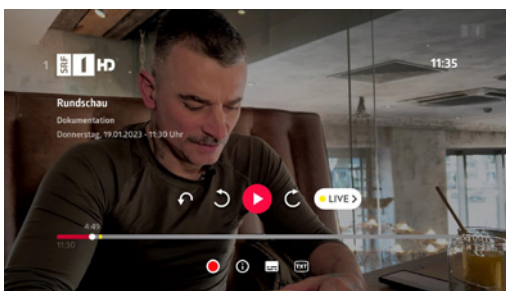 1 SRF 1 HD
11:35
Rundschau
Dokumentation
Donnerstag, 19.01.2023 - 11:30 Uhr
LIVE >
4:49
11:30
TXT